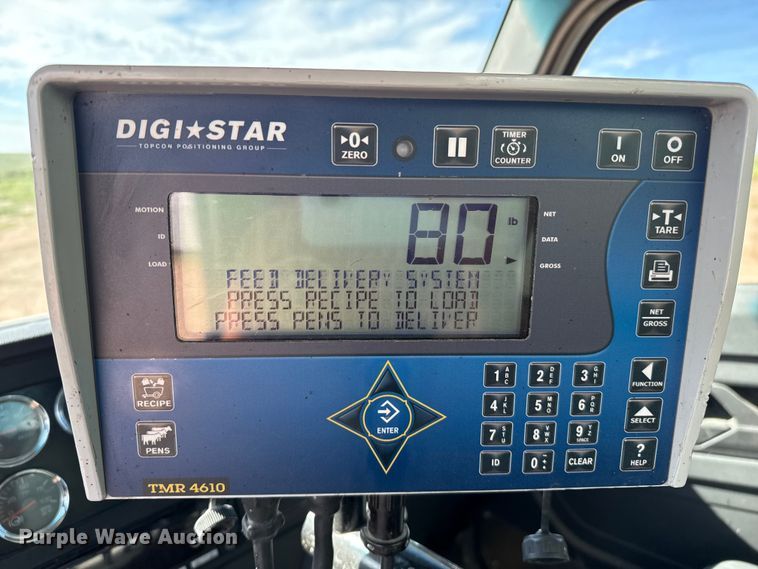 DIGI★STAR
TOPCON POSITIONING GROUP
▸0◂ ZERO
TIMER
COUNTER
I ON
O OFF
MOTION
ID
LOAD
80 lb
NET
DATA
GROSS
FEED DELIVERY SYSTEM
PRESS RECIPE TO LOAD
PRESS PENS TO DELIVER
▸T◂ TARE
NET
GROSS
FUNCTION
SELECT
? HELP
RECIPE
PENS
ENTER
1 A B C
2 D E F
3 G H I
4 J K L
5 M N O
6 P Q R
7 S T U
8 V W X
9 Y Z SPACE
ID
0
CLEAR
TMR 4610
Purple Wave Auction